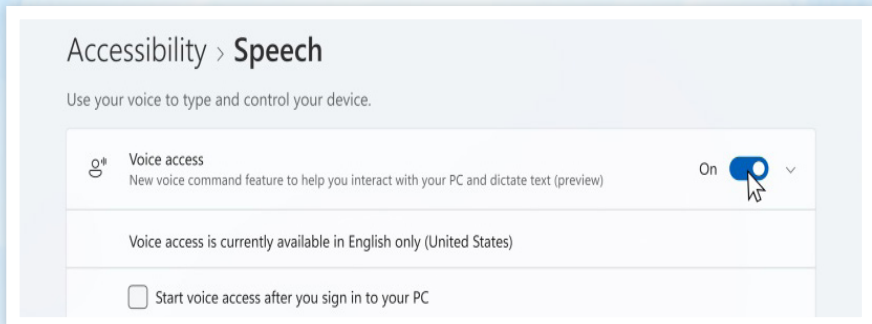 Accessibility > Speech
Use your voice to type and control your device.
Voice access
On
New voice command feature to help you interact with your PC and dictate text (preview)
Voice access is currently available in English only (United States)
Start voice access after you sign in to your PC